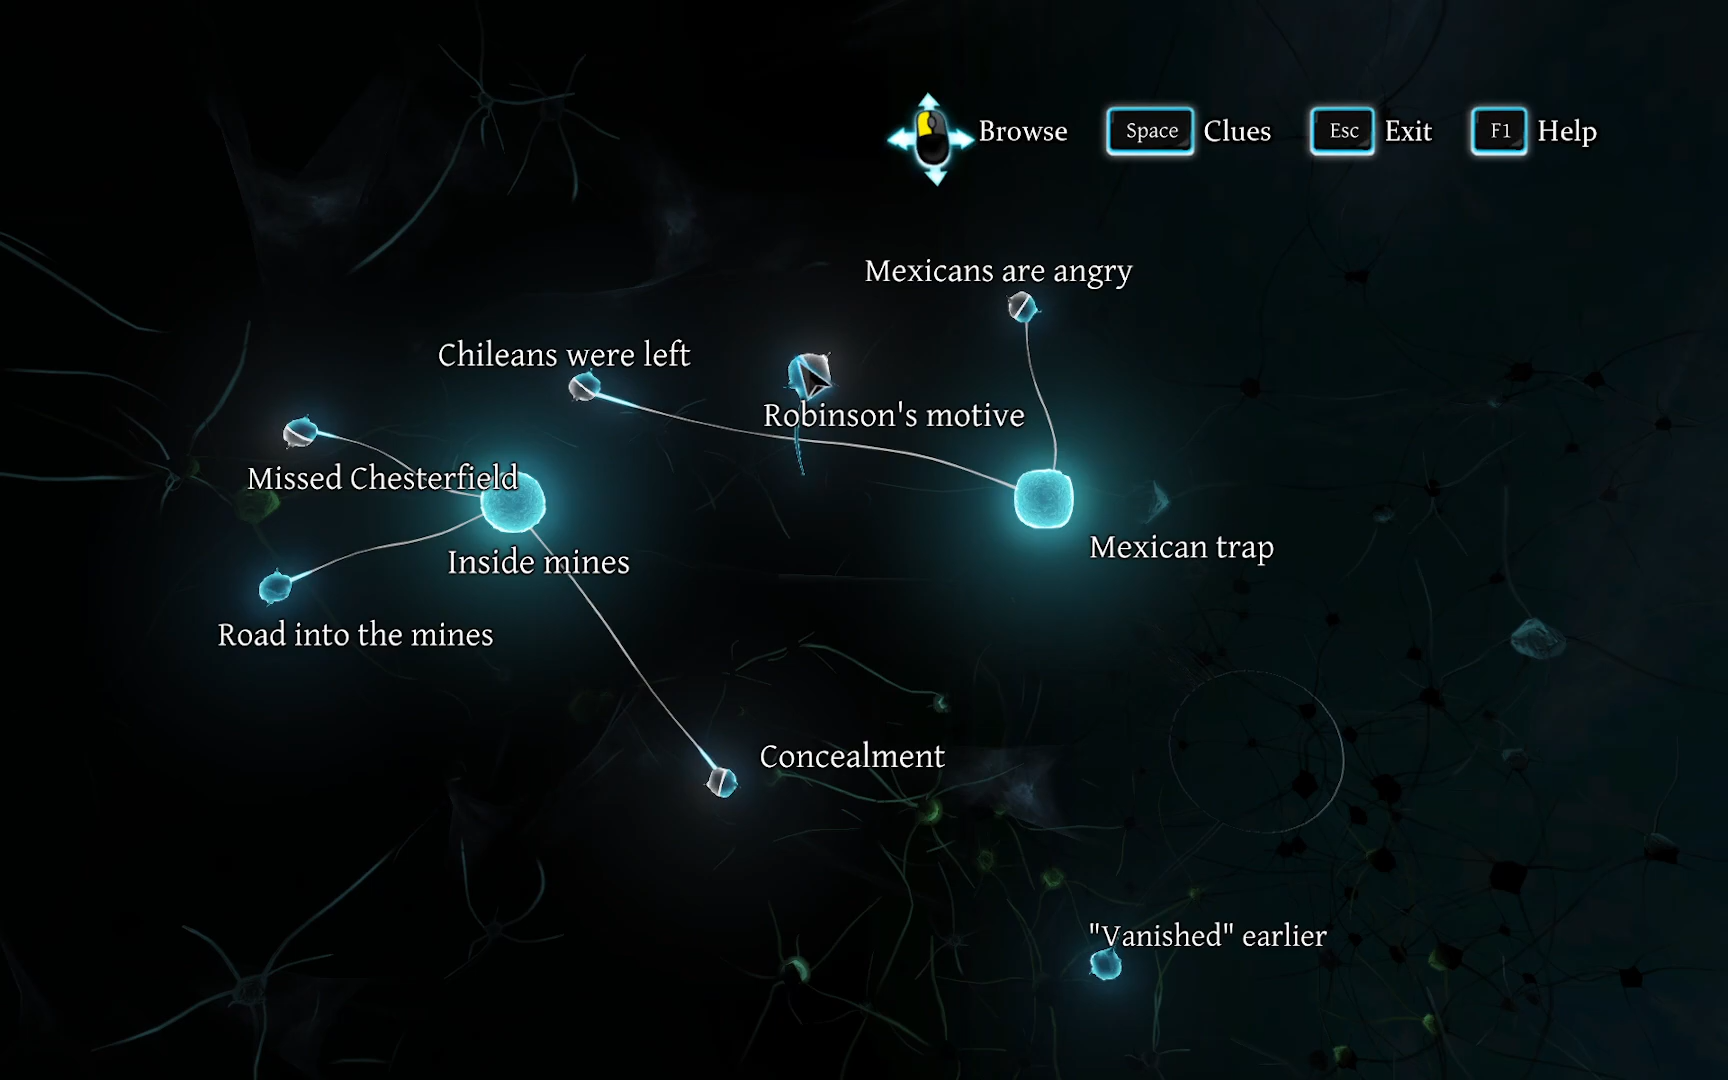 Browse
Space Clues
Esc Exit
F1 Help
Mexicans are angry
Chileans were left
Robinson's motive
Missed Chesterfield
Mexican trap
Inside mines
Road into the mines
Concealment
"Vanished" earlier